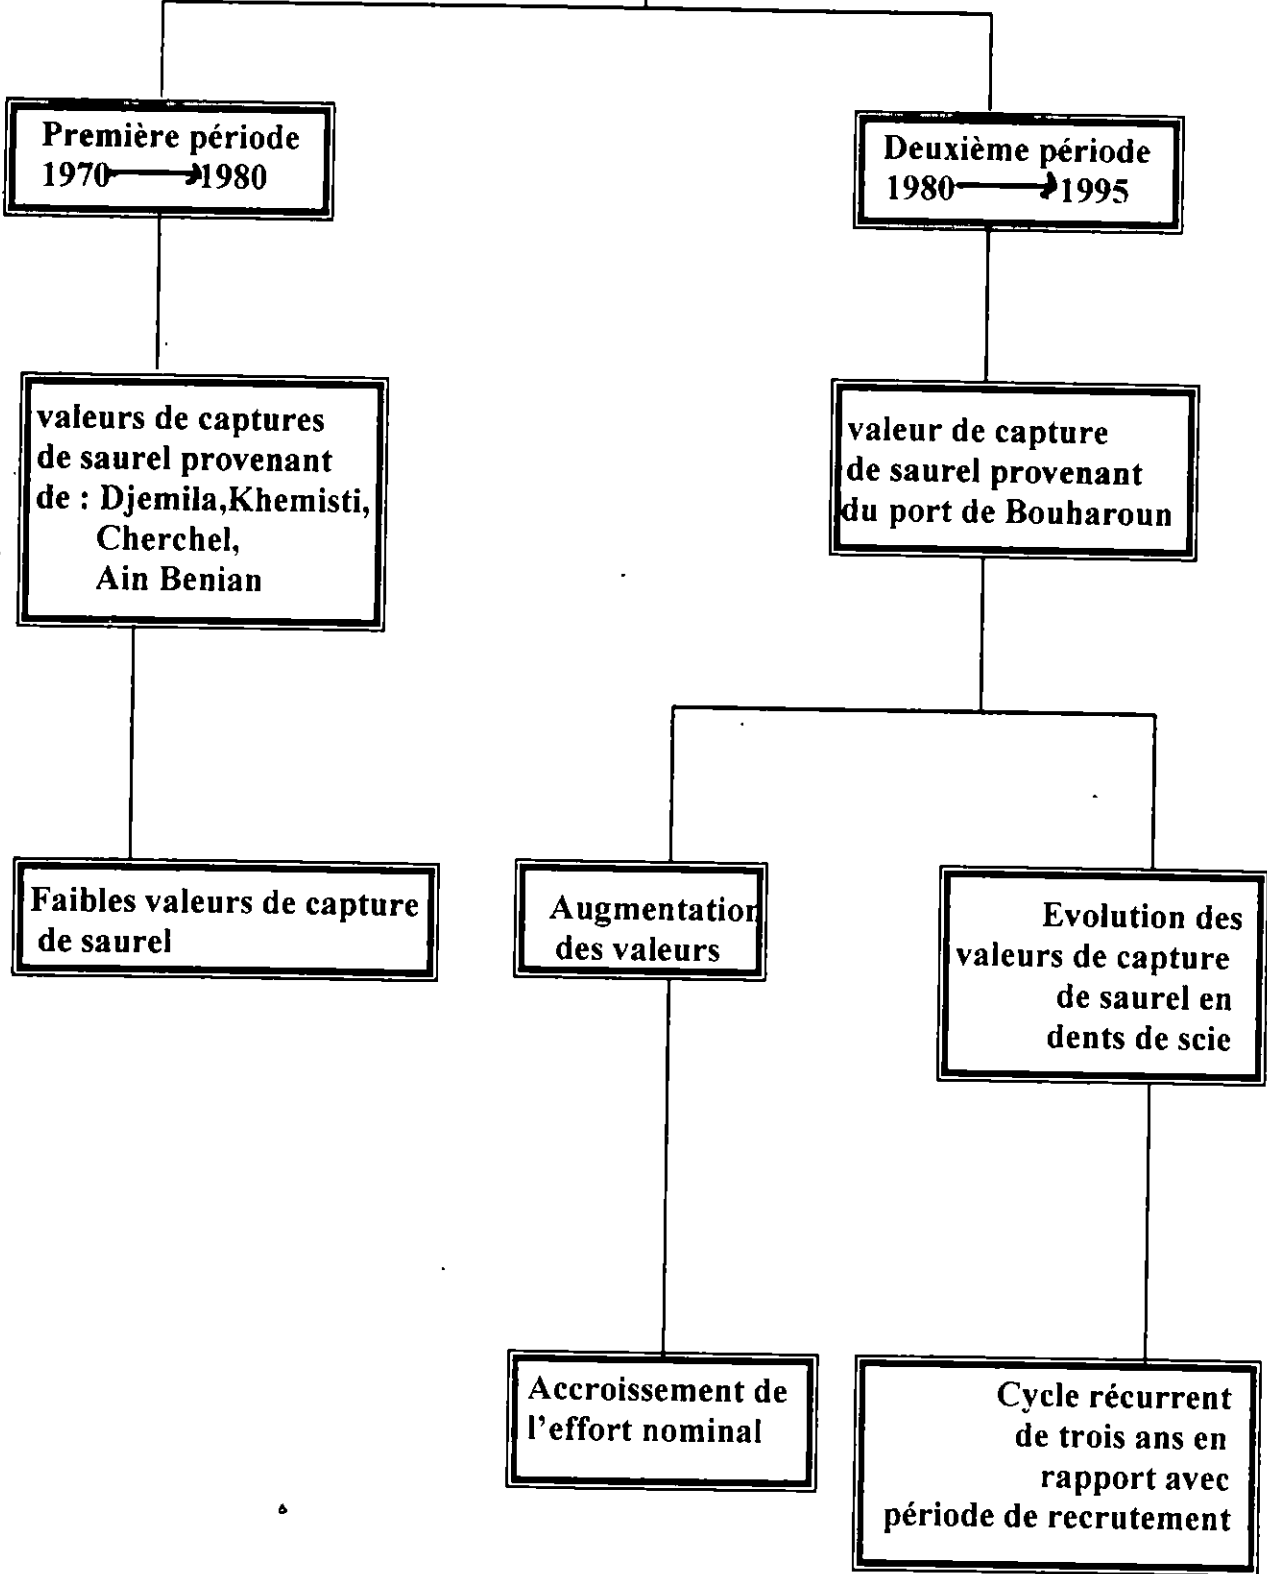 Première période
1970→1980
Deuxième période
1980→1995
valeurs de captures
de saurel provenant
de : Djemila,Khemisti,
Cherchel,
Ain Benian
valeur de capture
de saurel provenant
du port de Bouharoun
Faibles valeurs de capture
de saurel
Augmentation
des valeurs
Evolution des
valeurs de capture
de saurel en
dents de scie
Accroissement de
l'effort nominal
Cycle récurrent
de trois ans en
rapport avec
période de recrutement